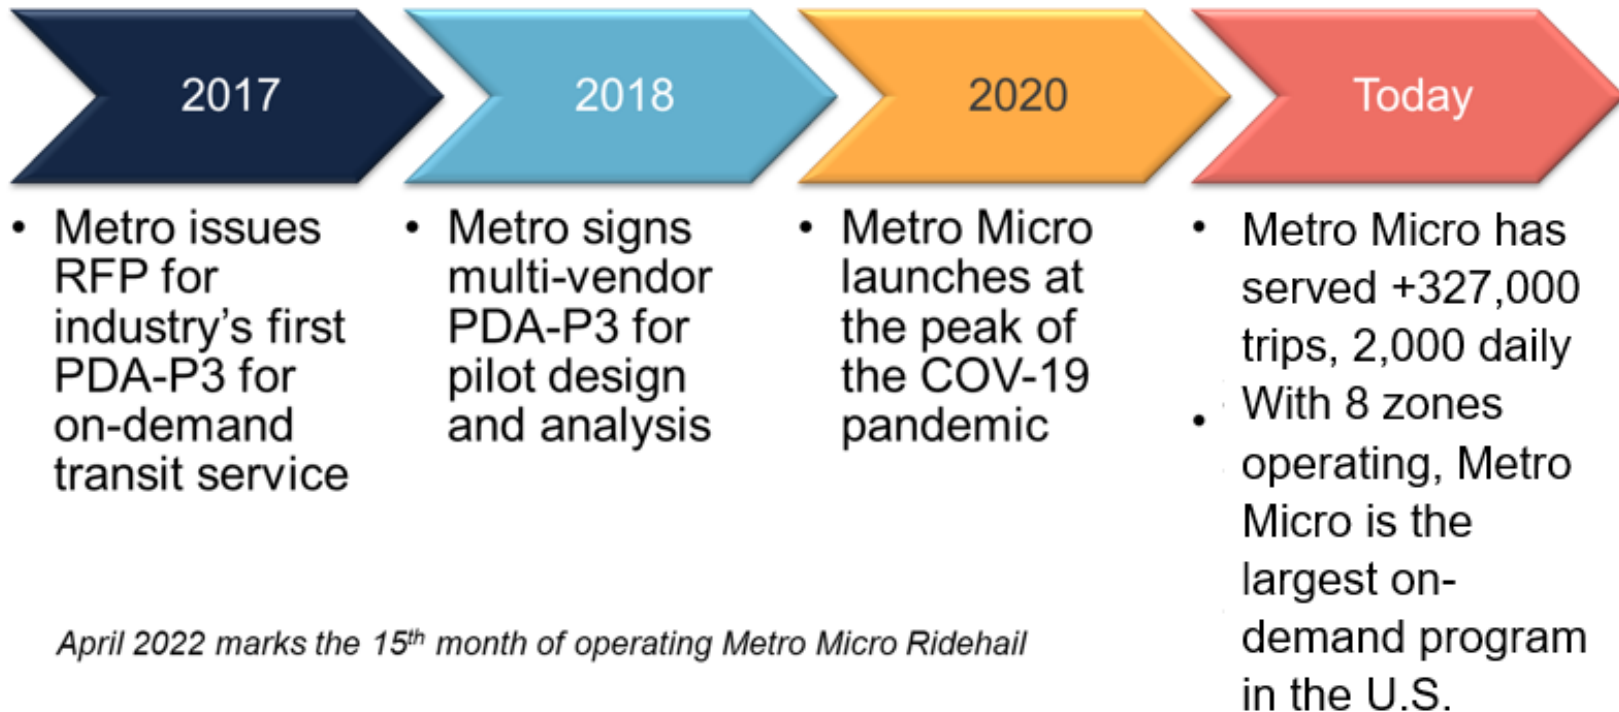 2017
2018
2020
Today
• Metro issues
RFP for
industry’s first
PDA-P3 for
on-demand
transit service
• Metro signs
multi-vendor
PDA-P3 for
pilot design
and analysis
• Metro Micro
launches at
the peak of
the COV-19
pandemic
• Metro Micro has
served +327,000
trips, 2,000 daily
• With 8 zones
operating, Metro
Micro is the
largest on-
demand program
in the U.S.
April 2022 marks the 15th month of operating Metro Micro Ridehail